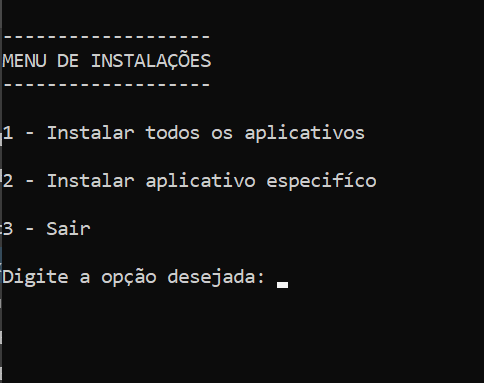 -------------------
MENU DE INSTALAÇÕES
-------------------
1 - Instalar todos os aplicativos
2 - Instalar aplicativo especifíco
3 - Sair
Digite a opção desejada: